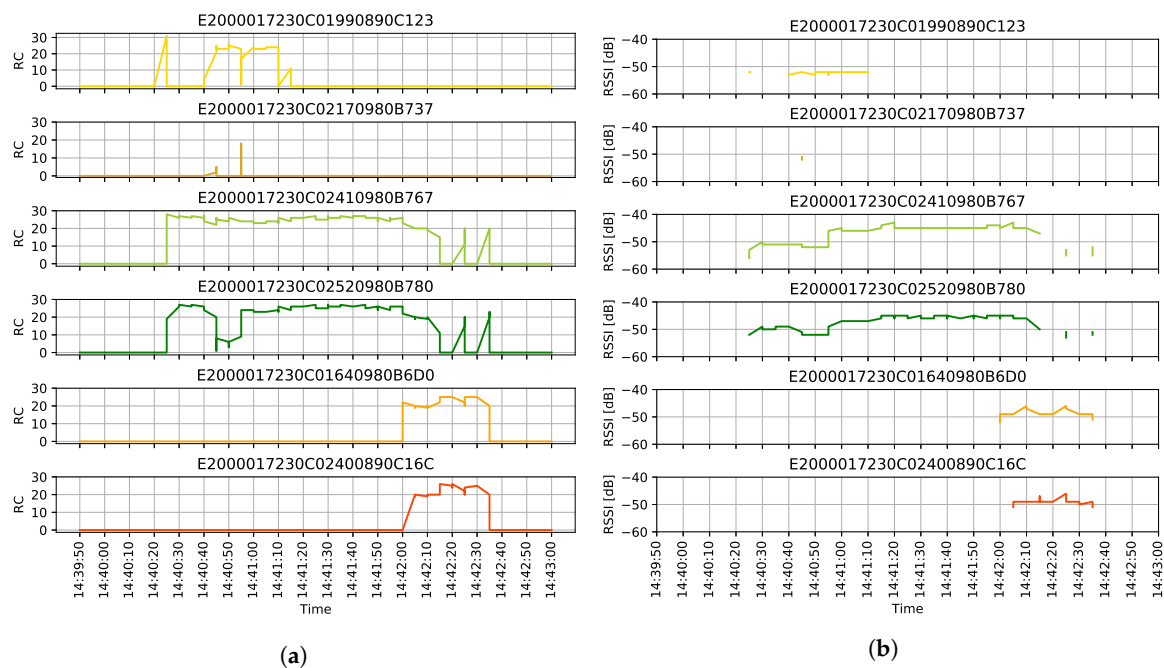 E2000017230C01990890C123
RC
30
20
10
0
E2000017230C02170980B737
RC
30
20
10
0
E2000017230C02410980B767
RC
30
20
10
0
E2000017230C02520980B780
RC
30
20
10
0
E2000017230C01640980B6D0
RC
30
20
10
0
E2000017230C02400890C16C
RC
30
20
10
0
14:39:50
14:40:00
14:40:10
14:40:20
14:40:30
14:40:40
14:40:50
14:41:00
14:41:10
14:41:20
14:41:30
14:41:40
14:41:50
14:42:00
14:42:10
14:42:20
14:42:30
14:42:40
14:42:50
14:43:00
Time
(a)
E2000017230C01990890C123
RSSI [dB]
−40
−50
−60
E2000017230C02170980B737
RSSI [dB]
−40
−50
−60
E2000017230C02410980B767
RSSI [dB]
−40
−50
−60
E2000017230C02520980B780
RSSI [dB]
−40
−50
−60
E2000017230C01640980B6D0
RSSI [dB]
−40
−50
−60
E2000017230C02400890C16C
RSSI [dB]
−40
−50
−60
14:39:50
14:40:00
14:40:10
14:40:20
14:40:30
14:40:40
14:40:50
14:41:00
14:41:10
14:41:20
14:41:30
14:41:40
14:41:50
14:42:00
14:42:10
14:42:20
14:42:30
14:42:40
14:42:50
14:43:00
Time
(b)